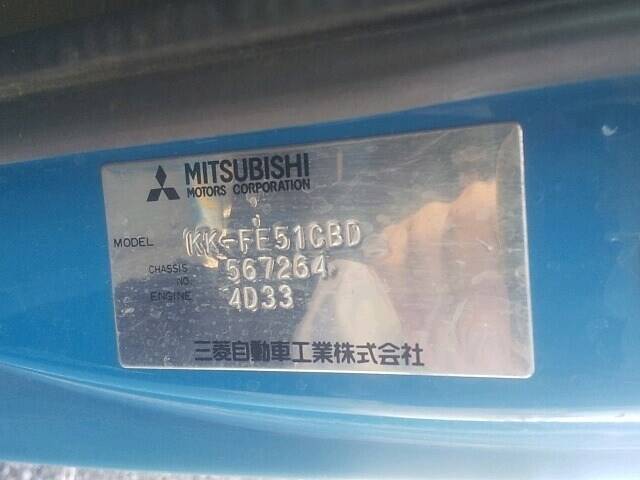 MITSUBISHI
MOTORS CORPORATION
MODEL KK-FE51CBD
CHASSIS NO. 567264
ENGINE 4D33
三菱自動車工業株式会社